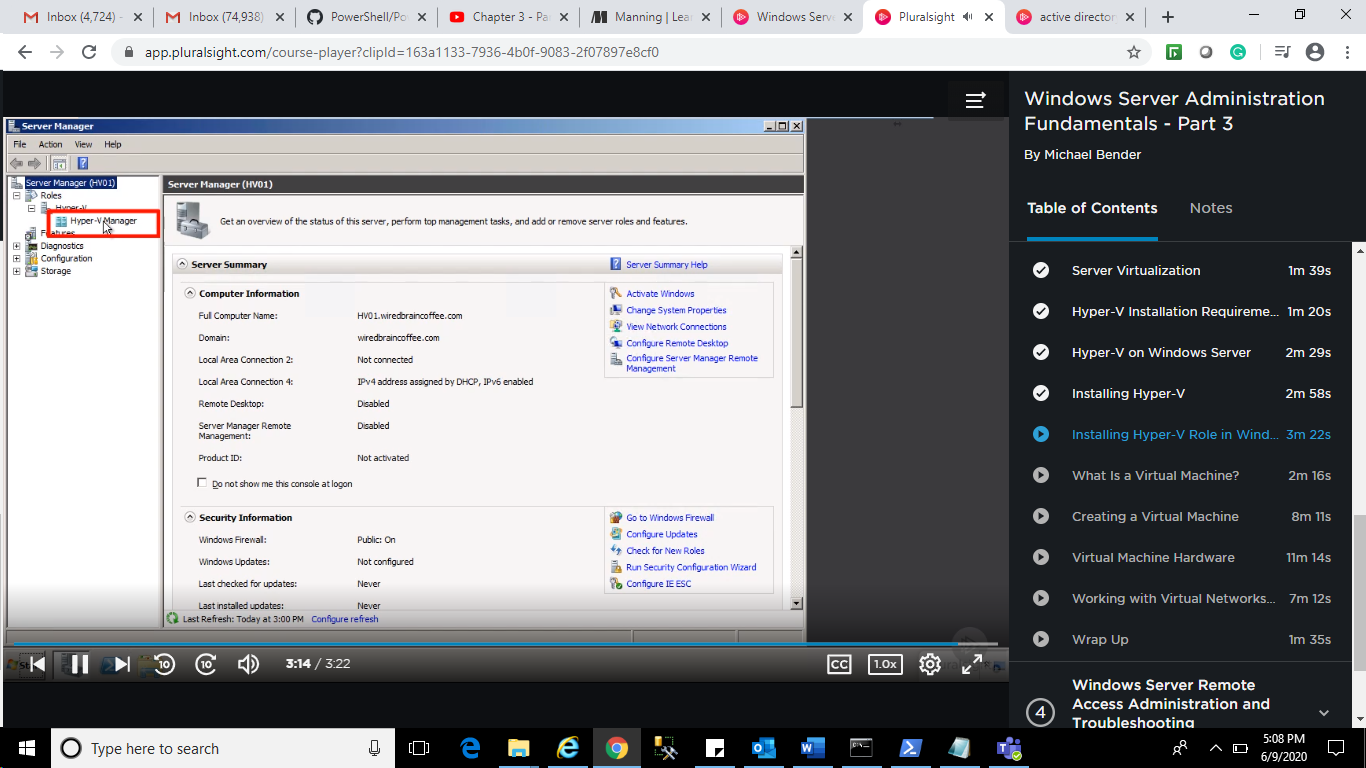 Inbox (4,724) -
Inbox (74,938)
PowerShell/Po
Chapter 3 - Pa
Manning | Lea
Windows Serv
Pluralsight
active director
app.pluralsight.com/course-player?clipId=163a1133-7936-4b0f-9083-2f07897e8cf0
Server Manager
File Action View Help
Server Manager (HV01)
Roles
Hyper-V
Hyper-V Manager
Features
Diagnostics
Configuration
Storage
Server Manager (HV01)
Get an overview of the status of this server, perform top management tasks, and add or remove server roles and features.
Server Summary
Server Summary Help
Computer Information
Full Computer Name: HV01.wiredbraincoffee.com
Domain: wiredbraincoffee.com
Local Area Connection 2: Not connected
Local Area Connection 4: IPv4 address assigned by DHCP, IPv6 enabled
Remote Desktop: Disabled
Server Manager Remote
Management:
Disabled
Product ID: Not activated
Do not show me this console at logon
Activate Windows
Change System Properties
View Network Connections
Configure Remote Desktop
Configure Server Manager Remote
Management
Security Information
Windows Firewall: Public: On
Windows Updates: Not configured
Last checked for updates: Never
Last installed updates: Never
Go to Windows Firewall
Configure Updates
Check for New Roles
Run Security Configuration Wizard
Configure IE ESC
Last Refresh: Today at 3:00 PM Configure refresh
10
10
3:14 / 3:22
CC
1.0x
Windows Server Administration
Fundamentals - Part 3
By Michael Bender
Table of Contents
Notes
Server Virtualization 1m 39s
Hyper-V Installation Requireme... 1m 20s
Hyper-V on Windows Server 2m 29s
Installing Hyper-V 2m 58s
Installing Hyper-V Role in Wind... 3m 22s
What Is a Virtual Machine? 2m 16s
Creating a Virtual Machine 8m 11s
Virtual Machine Hardware 11m 14s
Working with Virtual Networks... 7m 12s
Wrap Up 1m 35s
4
Windows Server Remote
Access Administration and
Troubleshooting
Type here to search
5:08 PM
6/9/2020